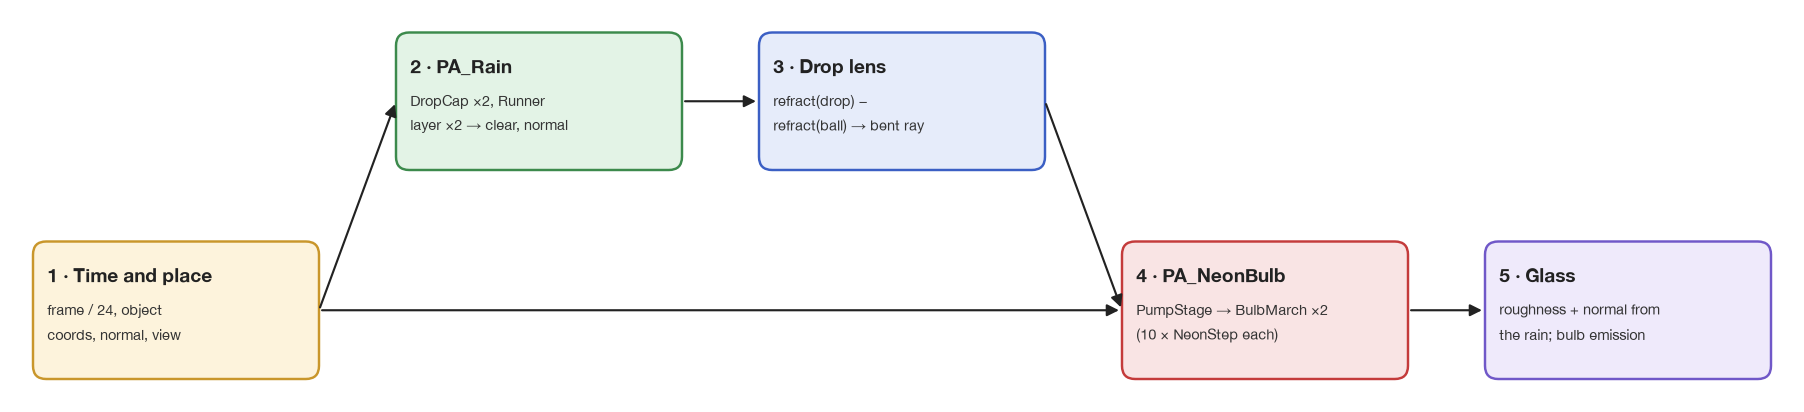 2 · PA_Rain
DropCap ×2, Runner
layer ×2 → clear, normal
3 · Drop lens
refract(drop) –
refract(ball) → bent ray
1 · Time and place
frame / 24, object
coords, normal, view
4 · PA_NeonBulb
PumpStage → BulbMarch ×2
(10 × NeonStep each)
5 · Glass
roughness + normal from
the rain; bulb emission